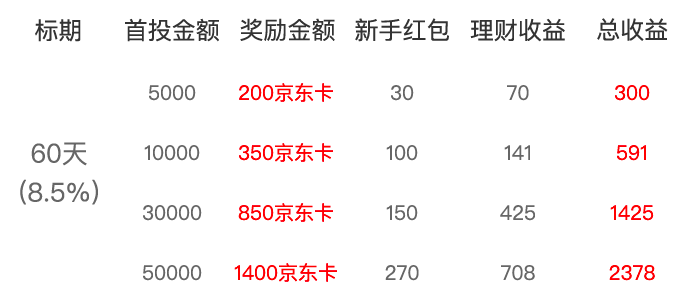 标期 首投金额 奖励金额 新手红包 理财收益 总收益
5000 200京东卡 30 70 300
60天
(8.5%)
10000 350京东卡 100 141 591
30000 850京东卡 150 425 1425
50000 1400京东卡 270 708 2378